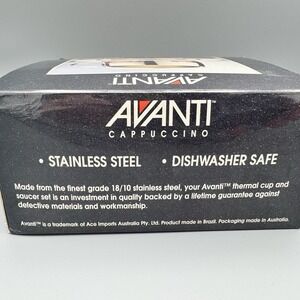 AVANTI™
CAPPUCCINO
• STAINLESS STEEL • DISHWASHER SAFE
Made from the finest grade 18/10 stainless steel, your Avanti™ thermal cup and
saucer set is an investment in quality backed by a lifetime guarantee against
defective materials and workmanship.
Avanti™ is a trademark of Ace Imports Australia Pty. Ltd. Product made in Brasil. Packaging made in Australia.